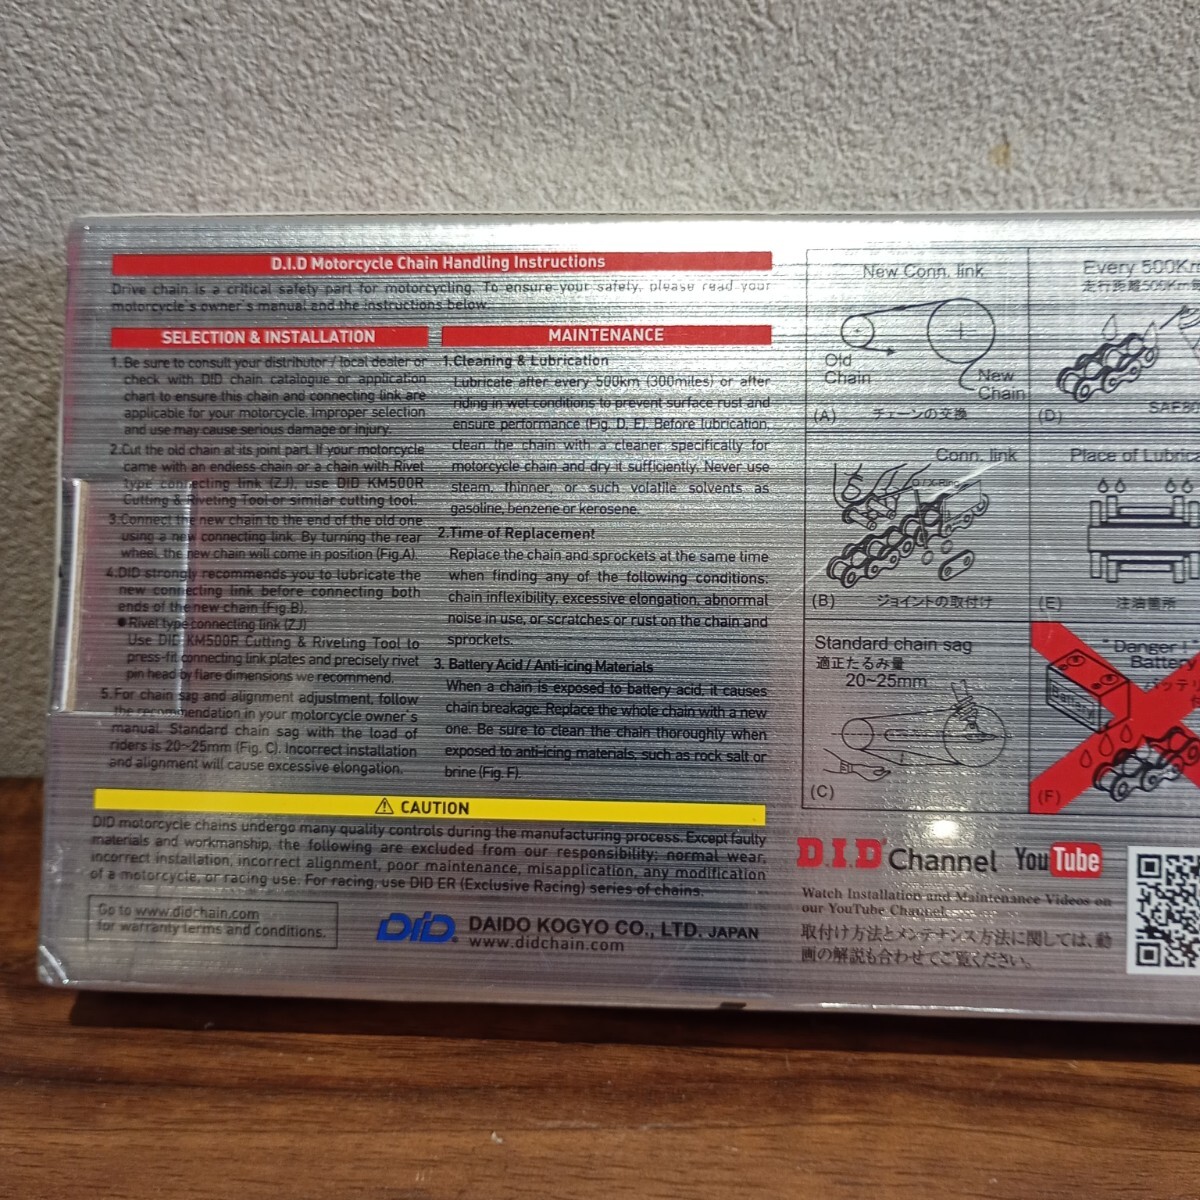 D.I.D Motorcycle Chain Handling Instructions
Drive chain is a critical safety part for motorcycling. To ensure your safety, please read your
motorcycle's owner's manual and the instructions below.
SELECTION & INSTALLATION
1.Be sure to consult your distributor / local dealer or
check with DID chain catalogue or application
chart to ensure this chain and connecting link are
applicable for your motorcycle. Improper selection
and use may cause serious damage or injury.
2.Cut the old chain at its joint part. If your motorcycle
came with an endless chain or a chain with Rivet
type connecting link (ZJ), use DID KM500R
Cutting & Riveting Tool or similar cutting tool.
3.Connect the new chain to the end of the old one
using a new connecting link. By turning the rear
wheel, the new chain will come in position (Fig.A).
4.DID strongly recommends you to lubricate the
new connecting link before connecting both
ends of the new chain (Fig.B).
●Rivet type connecting link (ZJ)
Use DID KM500R Cutting & Riveting Tool to
press-fit connecting link plates and precisely rivet
pin head by flare dimensions we recommend.
5.For chain sag and alignment adjustment, follow
the recommendation in your motorcycle owner's
manual. Standard chain sag with the load of
riders is 20~25mm (Fig. C). Incorrect installation
and alignment will cause excessive elongation.
MAINTENANCE
1.Cleaning & Lubrication
Lubricate after every 500km (300miles) or after
riding in wet conditions to prevent surface rust and
ensure performance (Fig. D, E). Before lubrication,
clean the chain with a cleaner specifically for
motorcycle chain and dry it sufficiently. Never use
steam, thinner, or such volatile solvents as
gasoline, benzene or kerosene.
2.Time of Replacement
Replace the chain and sprockets at the same time
when finding any of the following conditions:
chain inflexibility, excessive elongation, abnormal
noise in use, or scratches or rust on the chain and
sprockets.
3. Battery Acid / Anti-icing Materials
When a chain is exposed to battery acid, it causes
chain breakage. Replace the whole chain with a new
one. Be sure to clean the chain thoroughly when
exposed to anti-icing materials, such as rock salt or
brine (Fig. F).
⚠ CAUTION
DID motorcycle chains undergo many quality controls during the manufacturing process. Except faulty
materials and workmanship, the following are excluded from our responsibility; normal wear,
incorrect installation, incorrect alignment, poor maintenance, misapplication, any modification
of a motorcycle, or racing use. For racing, use DID ER (Exclusive Racing) series of chains.
Go to www.didchain.com
for warranty terms and conditions.
DID. DAIDO KOGYO CO., LTD. JAPAN
www.didchain.com
New Conn. link
Old
Chain
New
Chain
(A) チェーンの交換
Every 500Km
走行距離500Km
(D)
Conn. link
(B) ジョイントの取付け
Place of
(E) 注油箇所
Standard chain sag
適正たるみ量
20~25mm
(C)
Danger!
Battery
Battery
(F)
D.I.D Channel YouTube
Watch Installation and Maintenance Videos on
our YouTube Channel.
取付け方法とメンテナンス方法に関しては、動
画の解説も合わせてご覧ください。